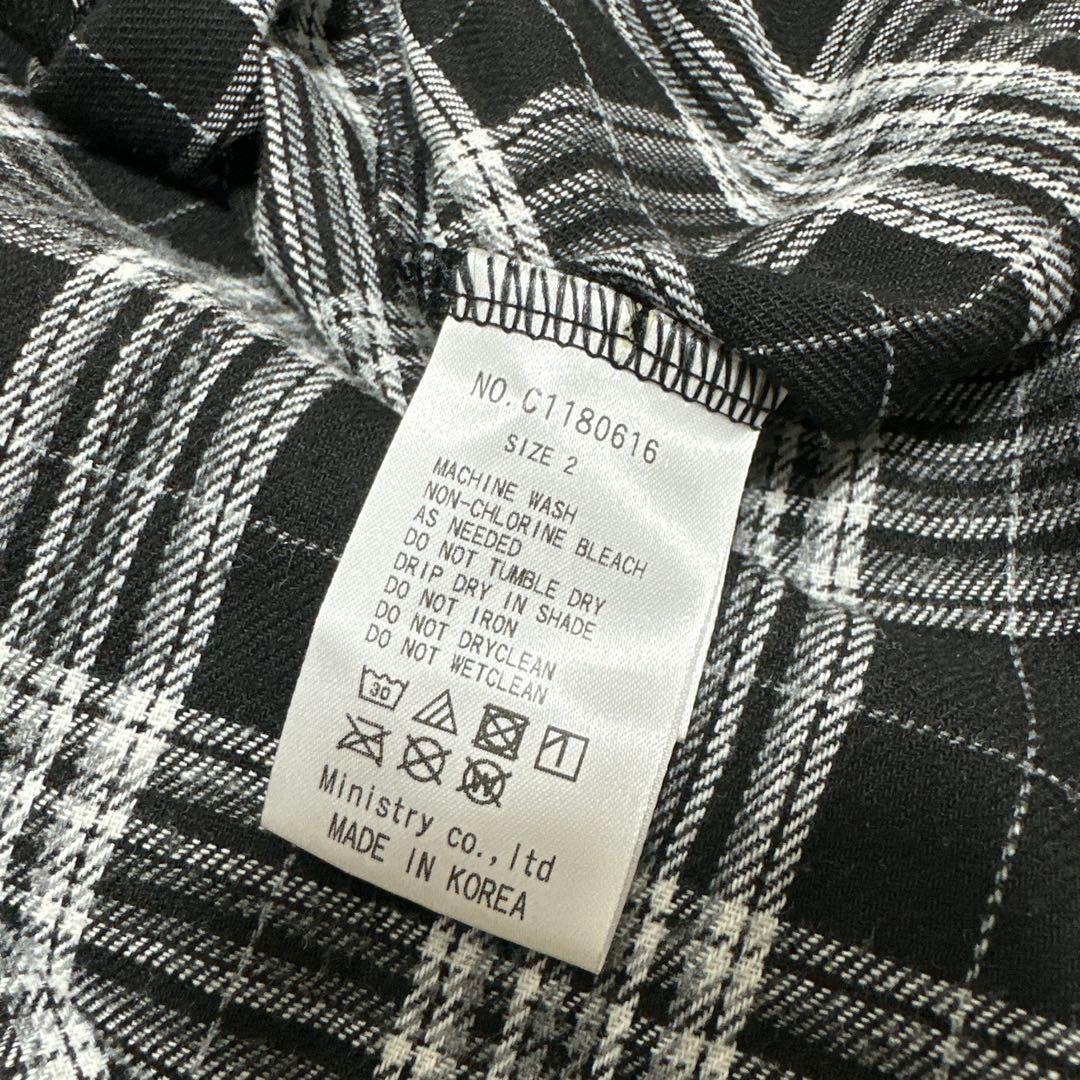 NO. C1180616
SIZE 2
MACHINE WASH
NON-CHLORINE BLEACH
AS NEEDED
DO NOT TUMBLE DRY
DRIP DRY IN SHADE
DO NOT IRON
DO NOT DRYCLEAN
DO NOT WETCLEAN
30
W
Ministry co., ltd
MADE IN KOREA